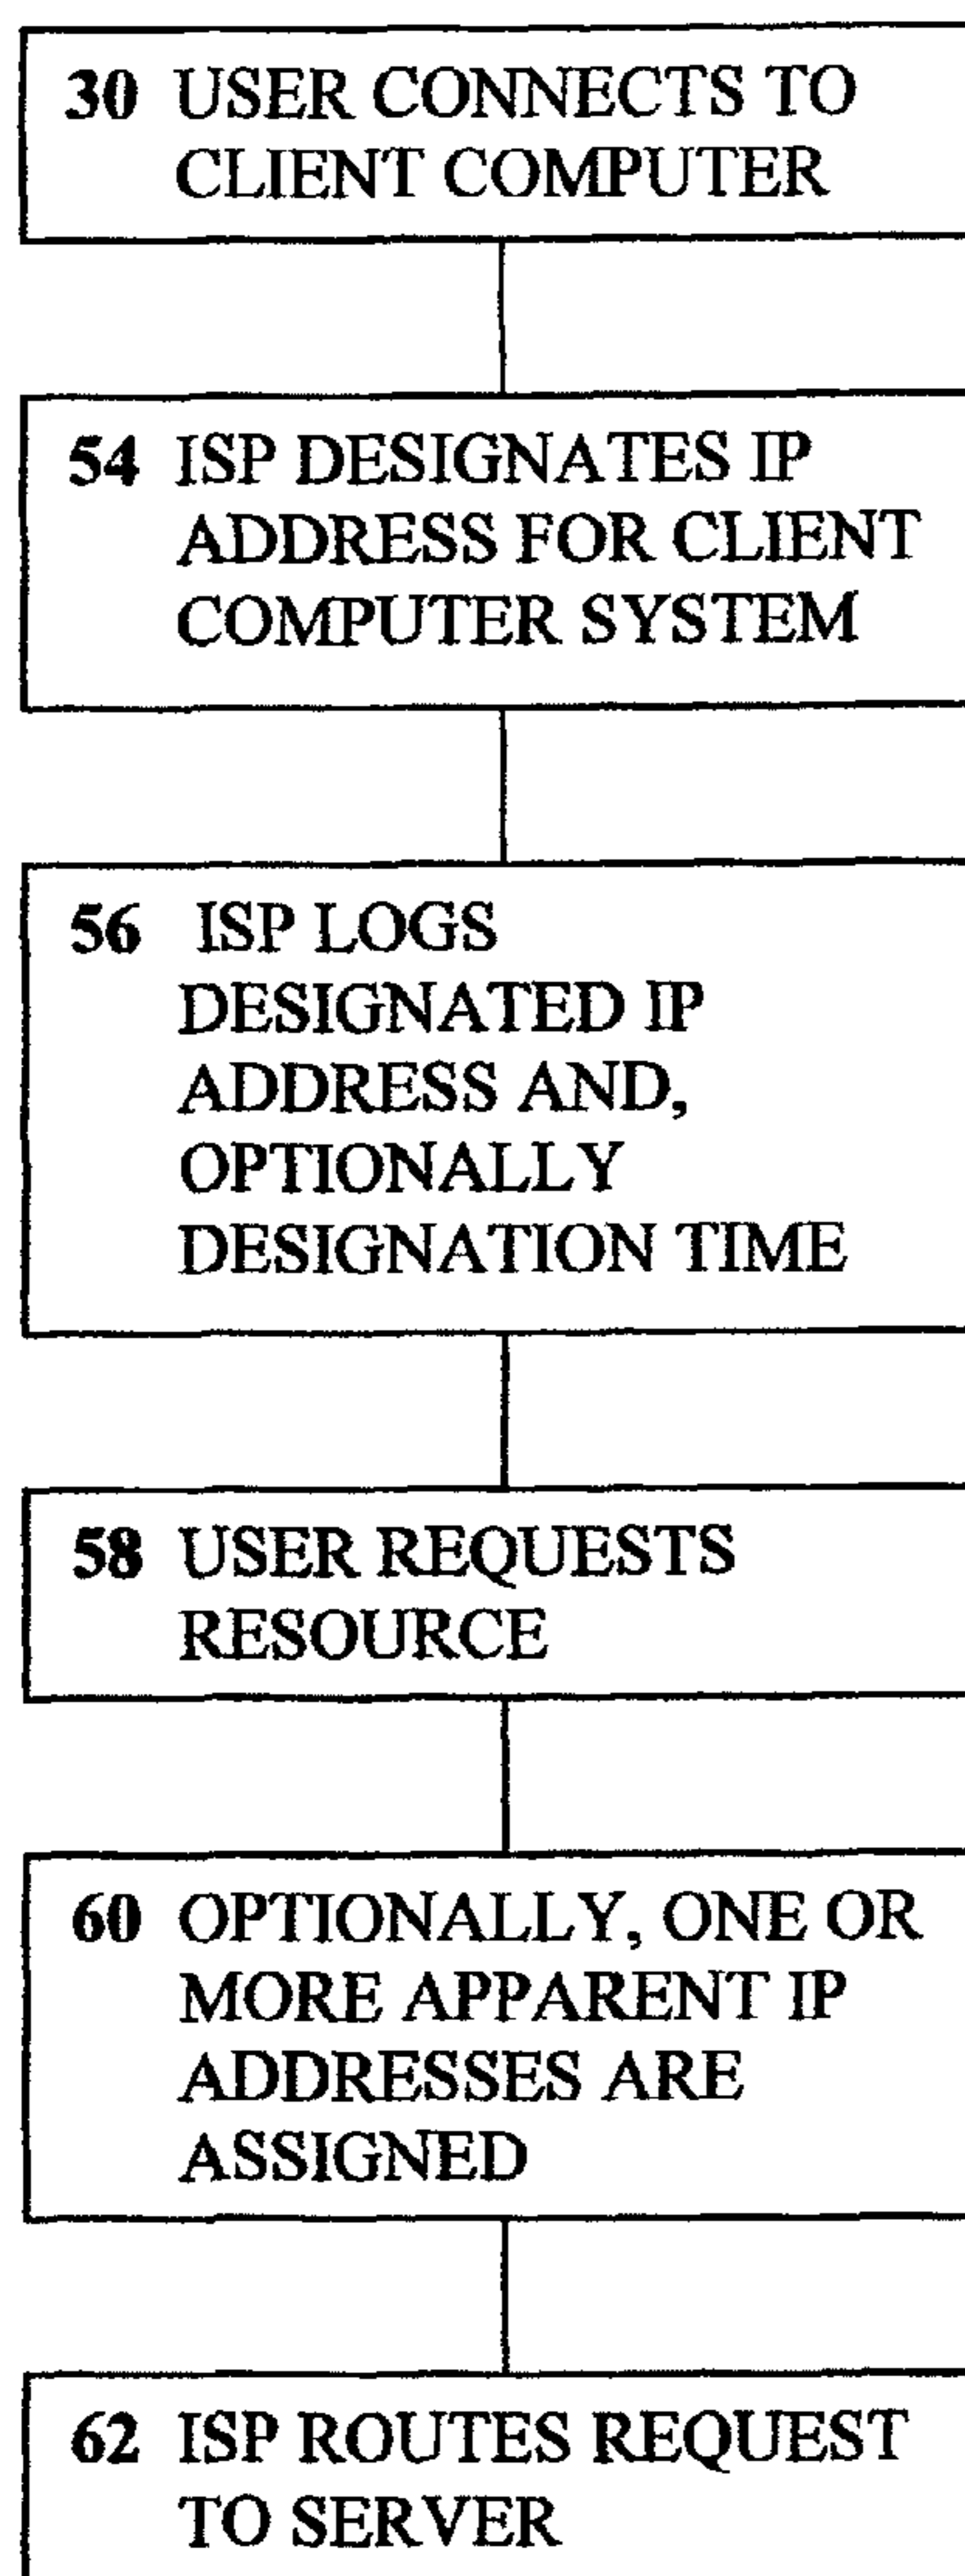 30 USER CONNECTS TO
CLIENT COMPUTER
54 ISP DESIGNATES IP
ADDRESS FOR CLIENT
COMPUTER SYSTEM
56 ISP LOGS
DESIGNATED IP
ADDRESS AND,
OPTIONALLY
DESIGNATION TIME
58 USER REQUESTS
RESOURCE
60 OPTIONALLY, ONE OR
MORE APPARENT IP
ADDRESSES ARE
ASSIGNED
62 ISP ROUTES REQUEST
TO SERVER